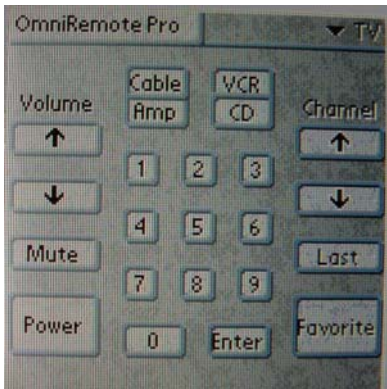 OmniRemote Pro
TV
Cable VCR
Volume Amp CD Channel
1 2 3
4 5 6
Mute Last
7 8 9
Power 0 Enter Favorite